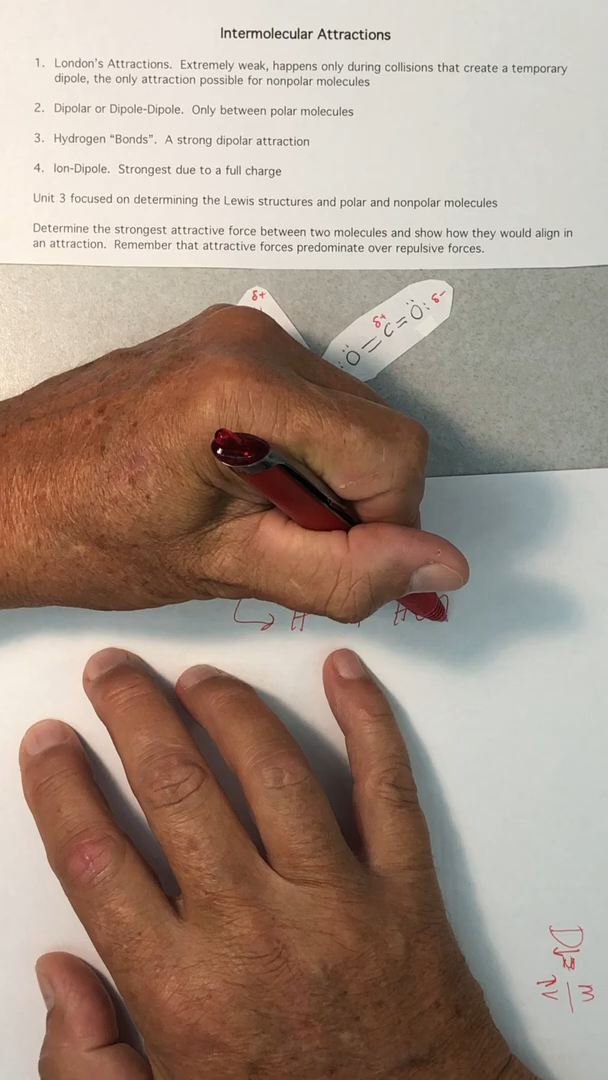 Intermolecular Attractions
1. London's Attractions. Extremely weak, happens only during collisions that create a temporary
dipole, the only attraction possible for nonpolar molecules
2. Dipolar or Dipole-Dipole. Only between polar molecules
3. Hydrogen "Bonds". A strong dipolar attraction
4. Ion-Dipole. Strongest due to a full charge
Unit 3 focused on determining the Lewis structures and polar and nonpolar molecules
Determine the strongest attractive force between two molecules and show how they would align in
an attraction. Remember that attractive forces predominate over repulsive forces.
δ+
δ+ δ-
O=C=O
H